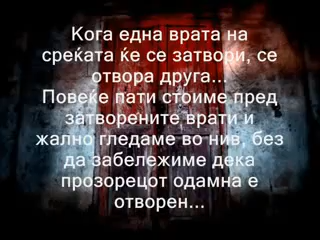 Кога една врата на
среќата ќе се затвори, се
отвора друга...
Повеќе пати стоиме пред
затворените врати и
жално гледаме во нив, без
да забележиме дека
прозорецот одамна е
отворен...